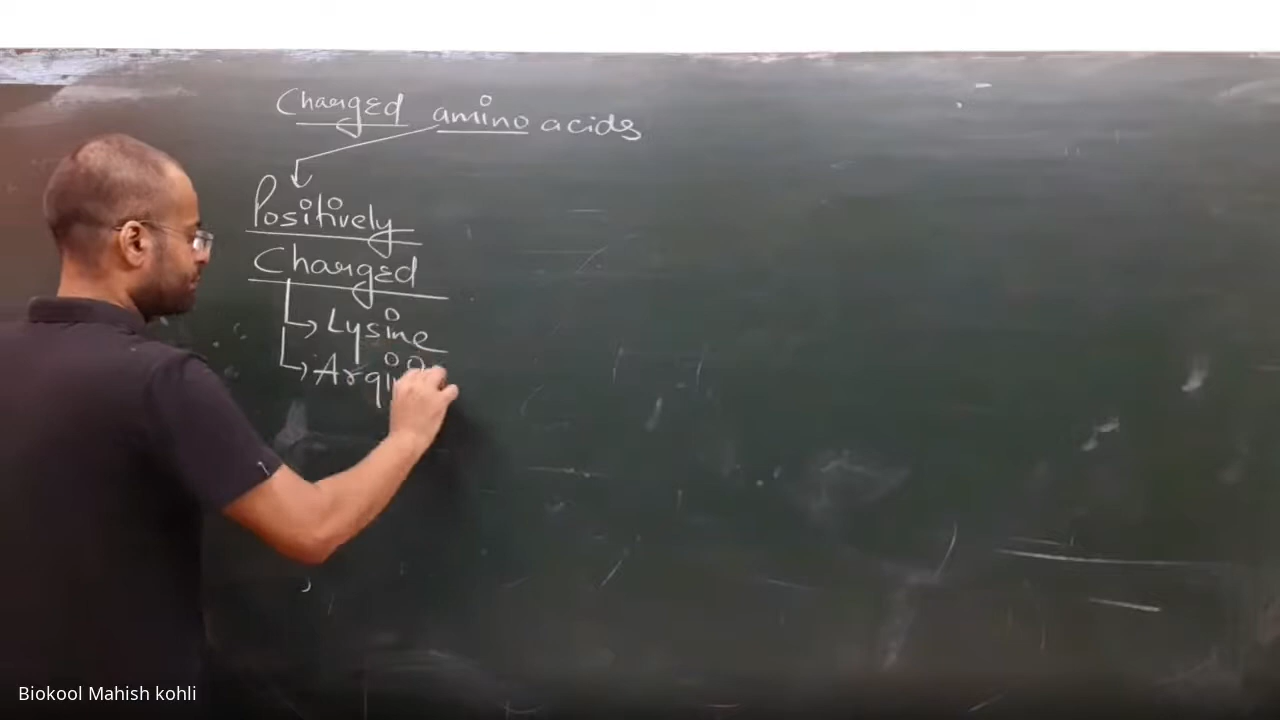 Charged amino acids
Positively
Charged
Lysine
Biokool Mahish kohli